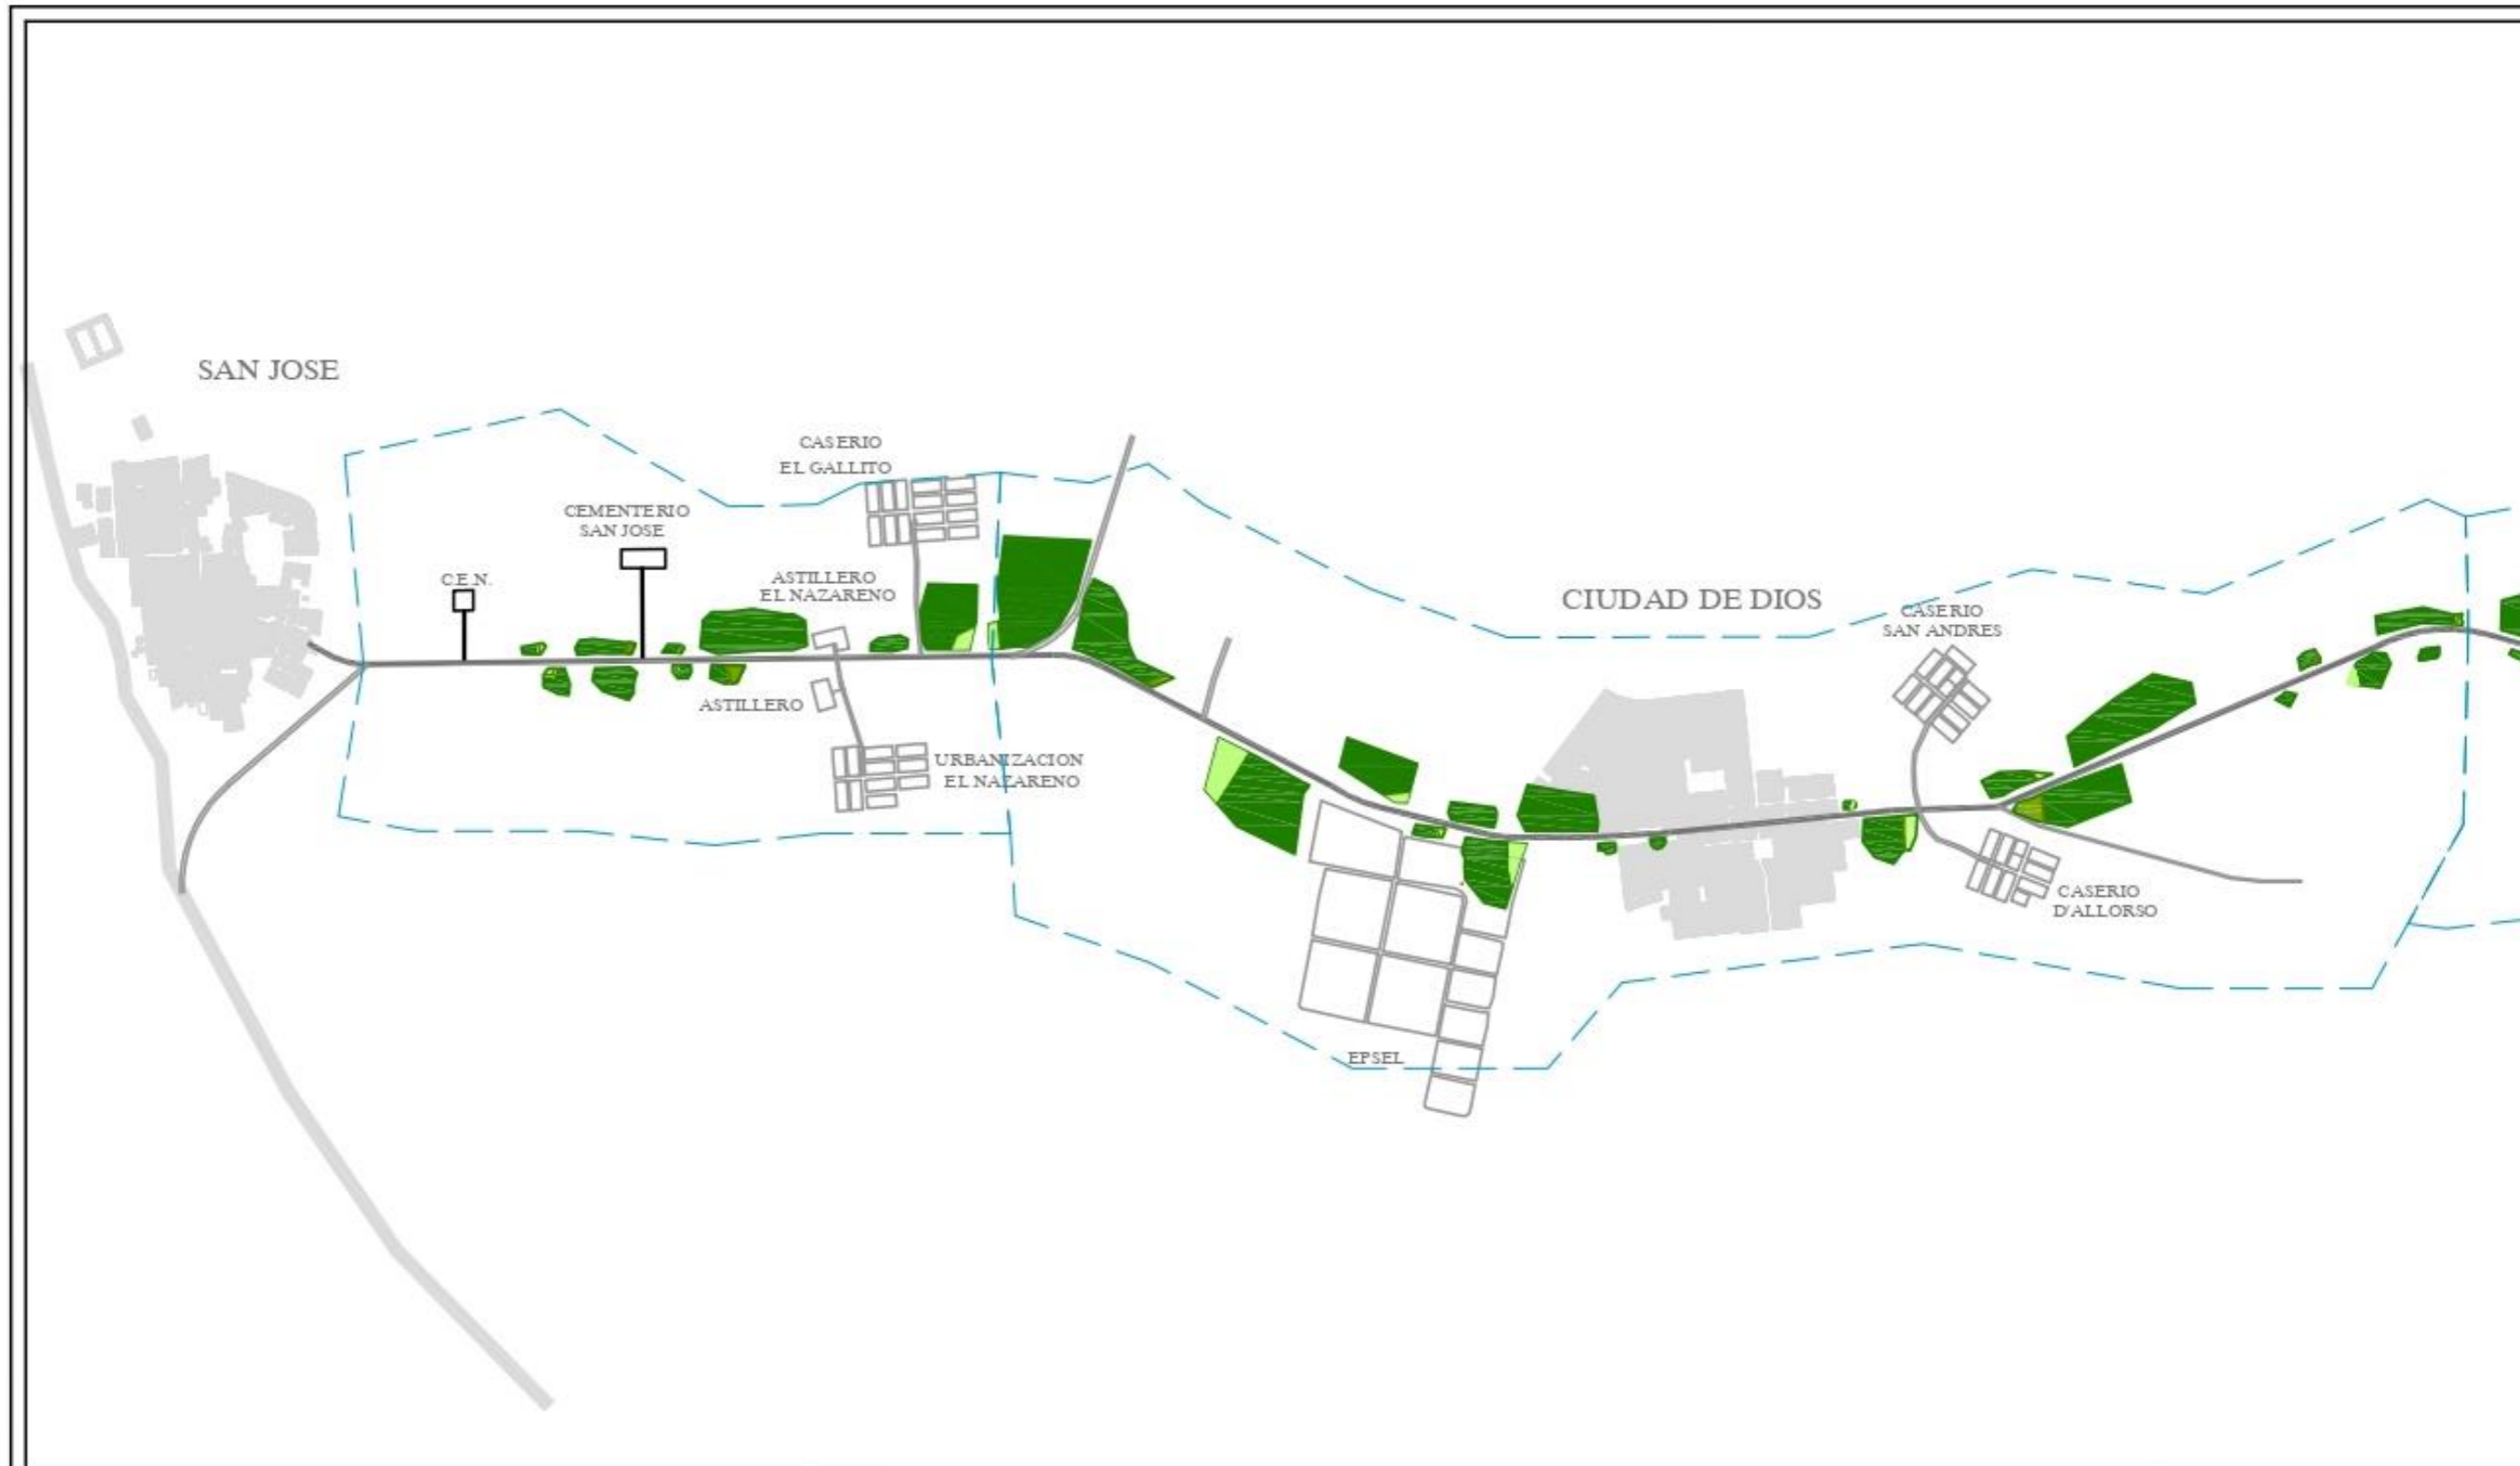 SAN JOSE
CASERIO
EL GALLITO
CEMENTERIO
SAN JOSE
C.E.N.
ASTILLERO
EL NAZARENO
CIUDAD DE DIOS
CASERIO
SAN ANDRES
ASTILLERO
URBANIZACION
EL NAZARENO
CASERIO
D'ALLORSO
EPSEL